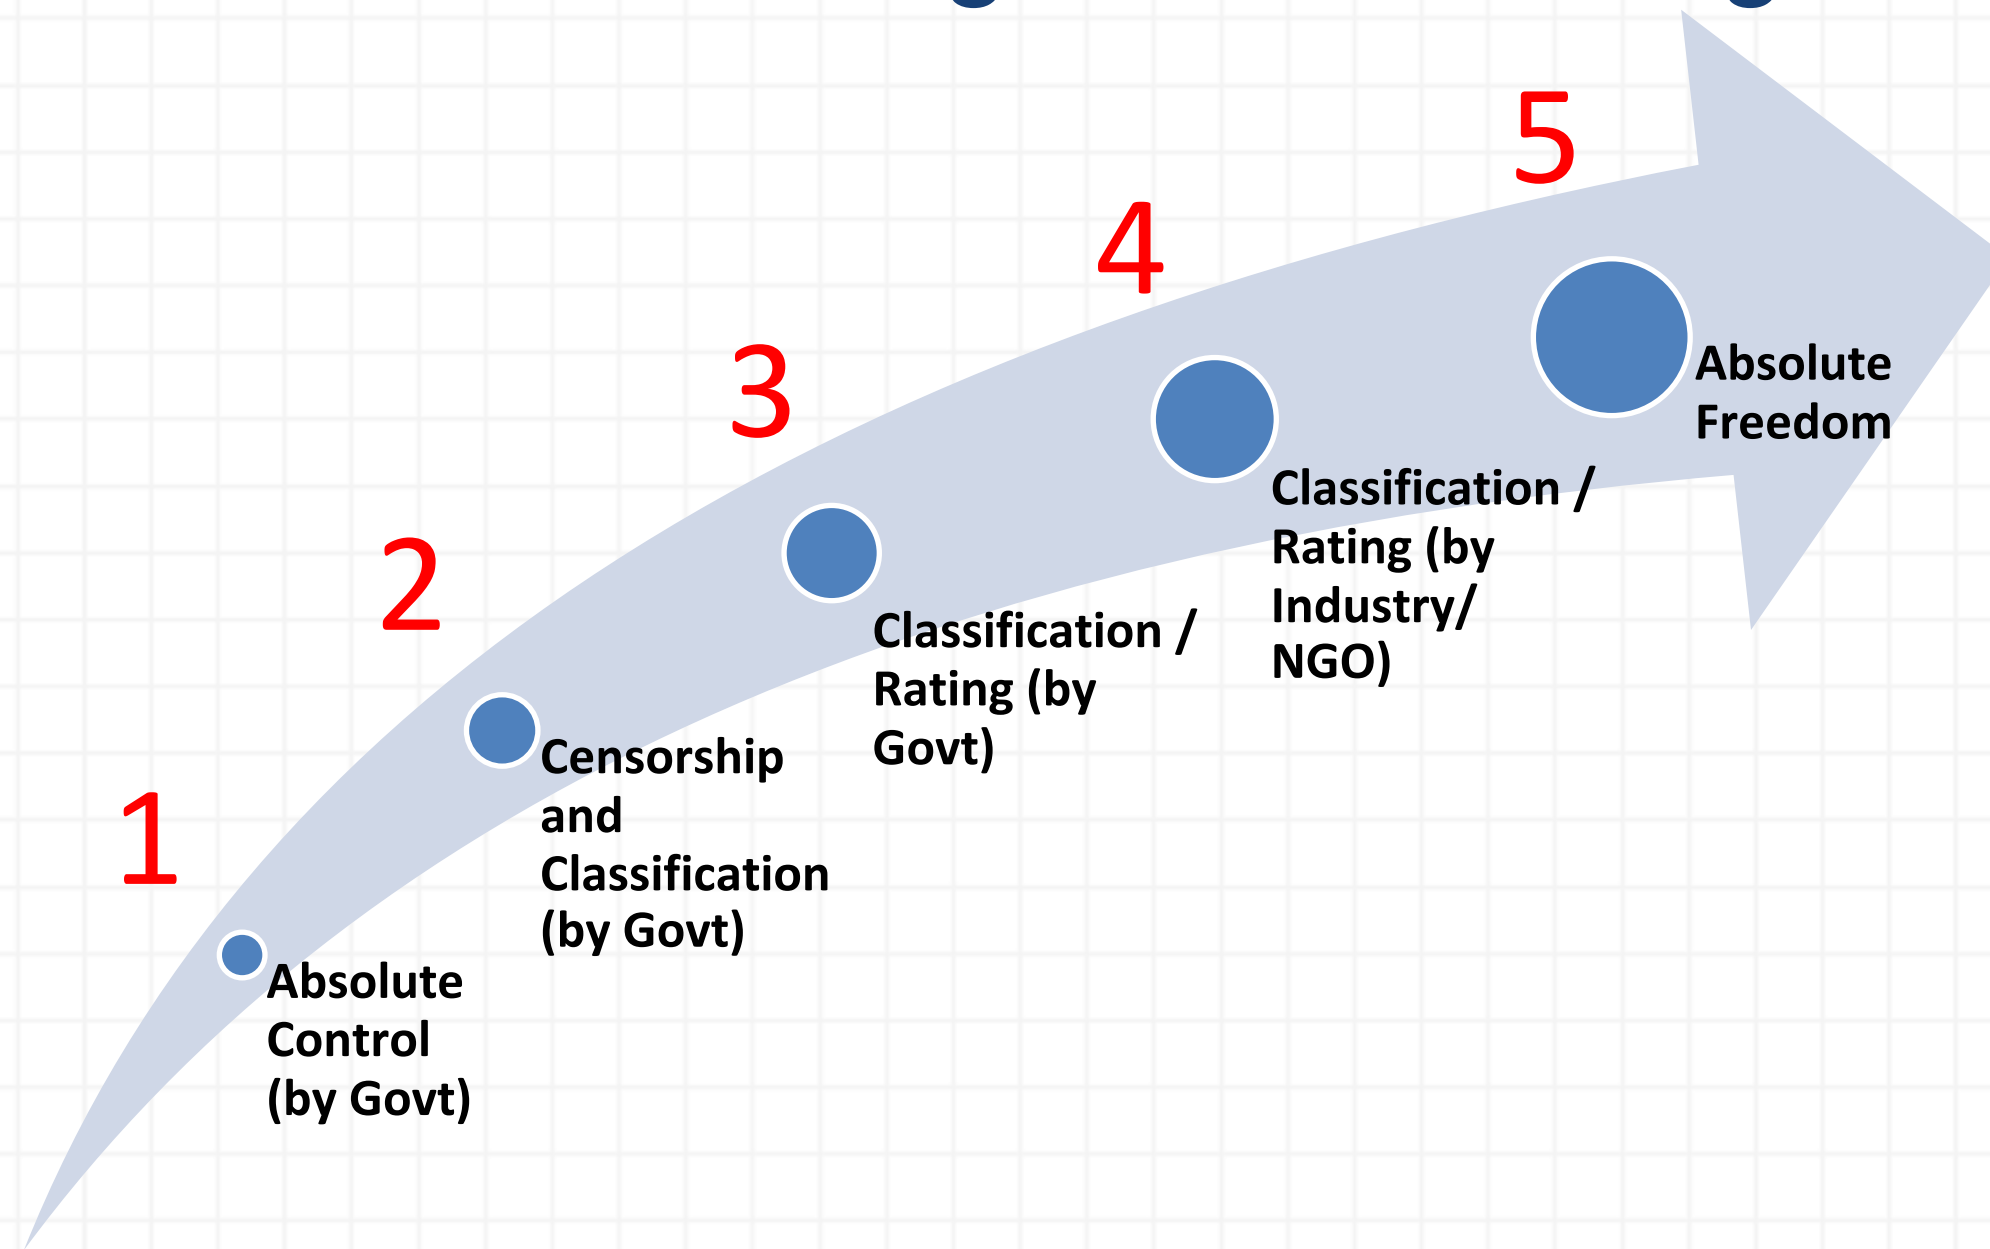 1
Absolute
Control
(by Govt)
2
Censorship
and
Classification
(by Govt)
3
Classification /
Rating (by
Govt)
4
Classification /
Rating (by
Industry/
NGO)
5
Absolute
Freedom